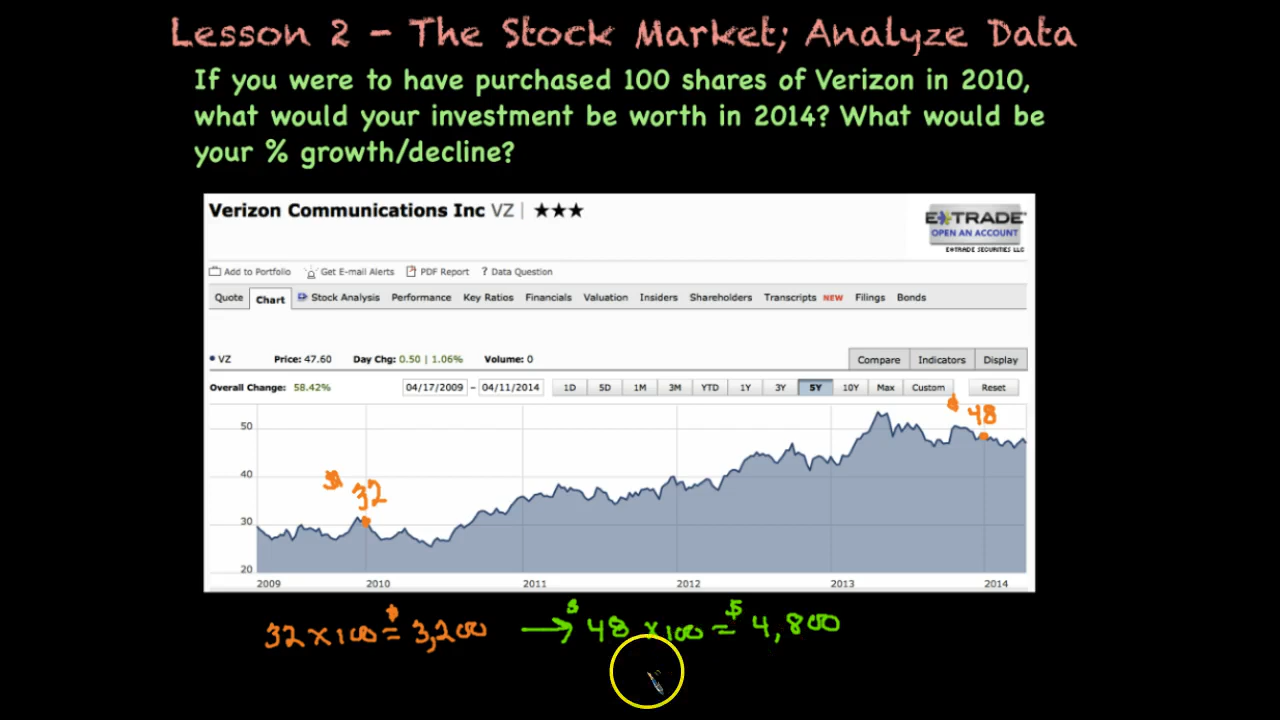 Lesson 2 - The Stock Market; Analyze Data
If you were to have purchased 100 shares of Verizon in 2010,
what would your investment be worth in 2014? What would be
your % growth/decline?
Verizon Communications Inc VZ | ★★★
E*TRADE
OPEN AN ACCOUNT
E*TRADE SECURITIES LLC
Add to Portfolio Get E-mail Alerts PDF Report ? Data Question
Quote Chart Stock Analysis Performance Key Ratios Financials Valuation Insiders Shareholders Transcripts NEW Filings Bonds
VZ Price: 47.60 Day Chg: 0.50 | 1.06% Volume: 0 Compare Indicators Display
Overall Change: 58.42% 04/17/2009 - 04/11/2014 1D 5D 1M 3M YTD 1Y 3Y 5Y 10Y Max Custom Reset
$ 48
50
40
$ 32
30
20
2009 2010 2011 2012 2013 2014
32 x 100 = $3,200 → $48 x 100 = $4,800